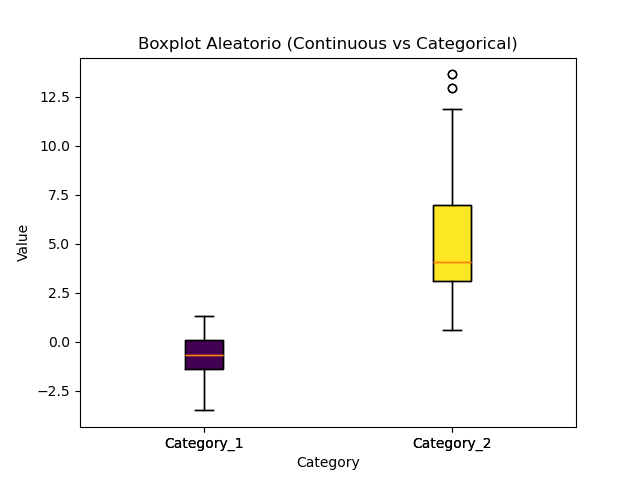 Boxplot Aleatorio (Continuous vs Categorical)
12.5
10.0
7.5
5.0
2.5
0.0
−2.5
Value
Category_1
Category_2
Category